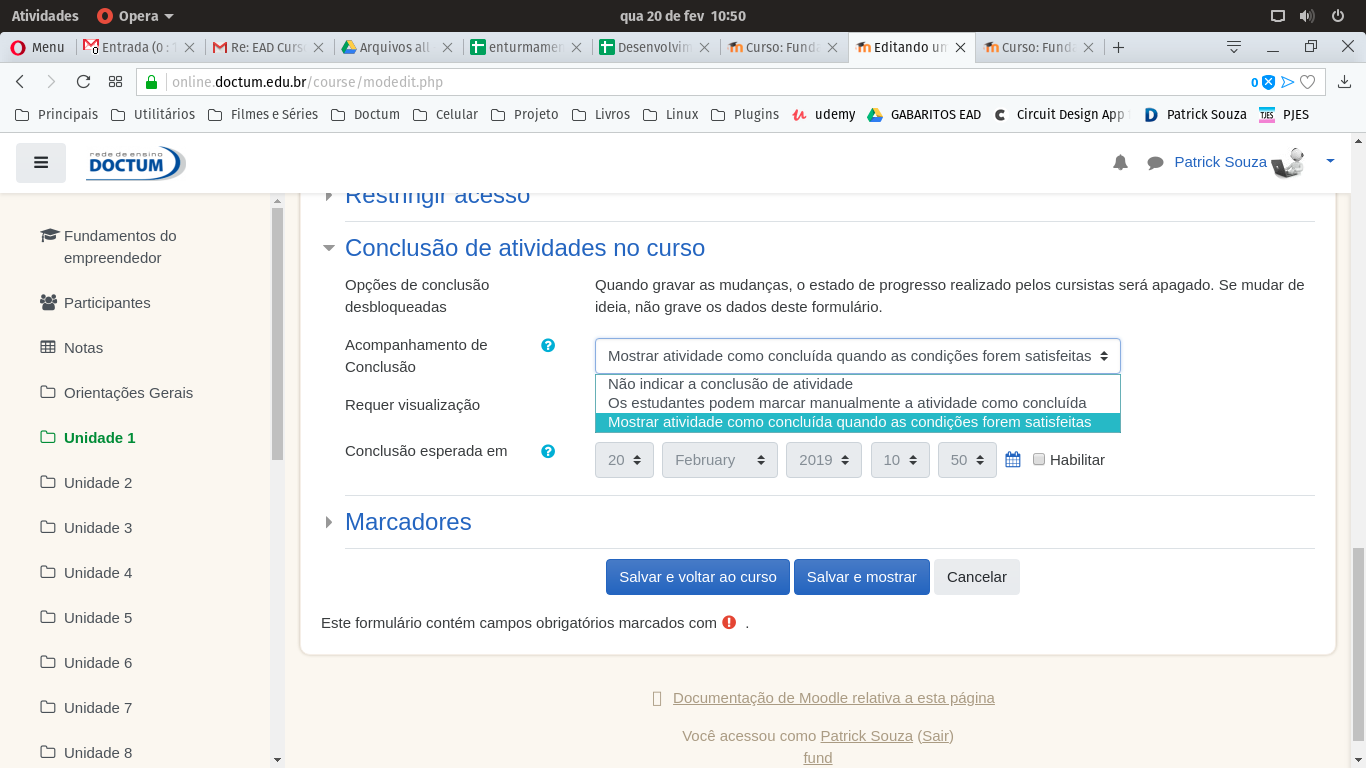 Atividades Opera qua 20 de fev 10:50
Menu Entrada (0 : 1 Re: EAD Curs Arquivos all enturmamen Desenvolvim Curso: Funda Editando um Curso: Funda
online.doctum.edu.br/course/modedit.php 0
Principais Utilitários Filmes e Séries Doctum Celular Projeto Livros Linux Plugins udemy GABARITOS EAD Circuit Design App Patrick Souza TJES PJES
rede de ensino
DOCTUM
Patrick Souza
Fundamentos do
empreendedor
Participantes
Notas
Orientações Gerais
Unidade 1
Unidade 2
Unidade 3
Unidade 4
Unidade 5
Unidade 6
Unidade 7
Unidade 8
Restringir acesso
Conclusão de atividades no curso
Opções de conclusão
desbloqueadas
Quando gravar as mudanças, o estado de progresso realizado pelos cursistas será apagado. Se mudar de
ideia, não grave os dados deste formulário.
Acompanhamento de
Conclusão
Mostrar atividade como concluída quando as condições forem satisfeitas
Não indicar a conclusão de atividade
Os estudantes podem marcar manualmente a atividade como concluída
Mostrar atividade como concluída quando as condições forem satisfeitas
Requer visualização
Conclusão esperada em
20 February 2019 10 50 Habilitar
Marcadores
Salvar e voltar ao curso Salvar e mostrar Cancelar
Este formulário contém campos obrigatórios marcados com .
Documentação de Moodle relativa a esta página
Você acessou como Patrick Souza (Sair)
fund